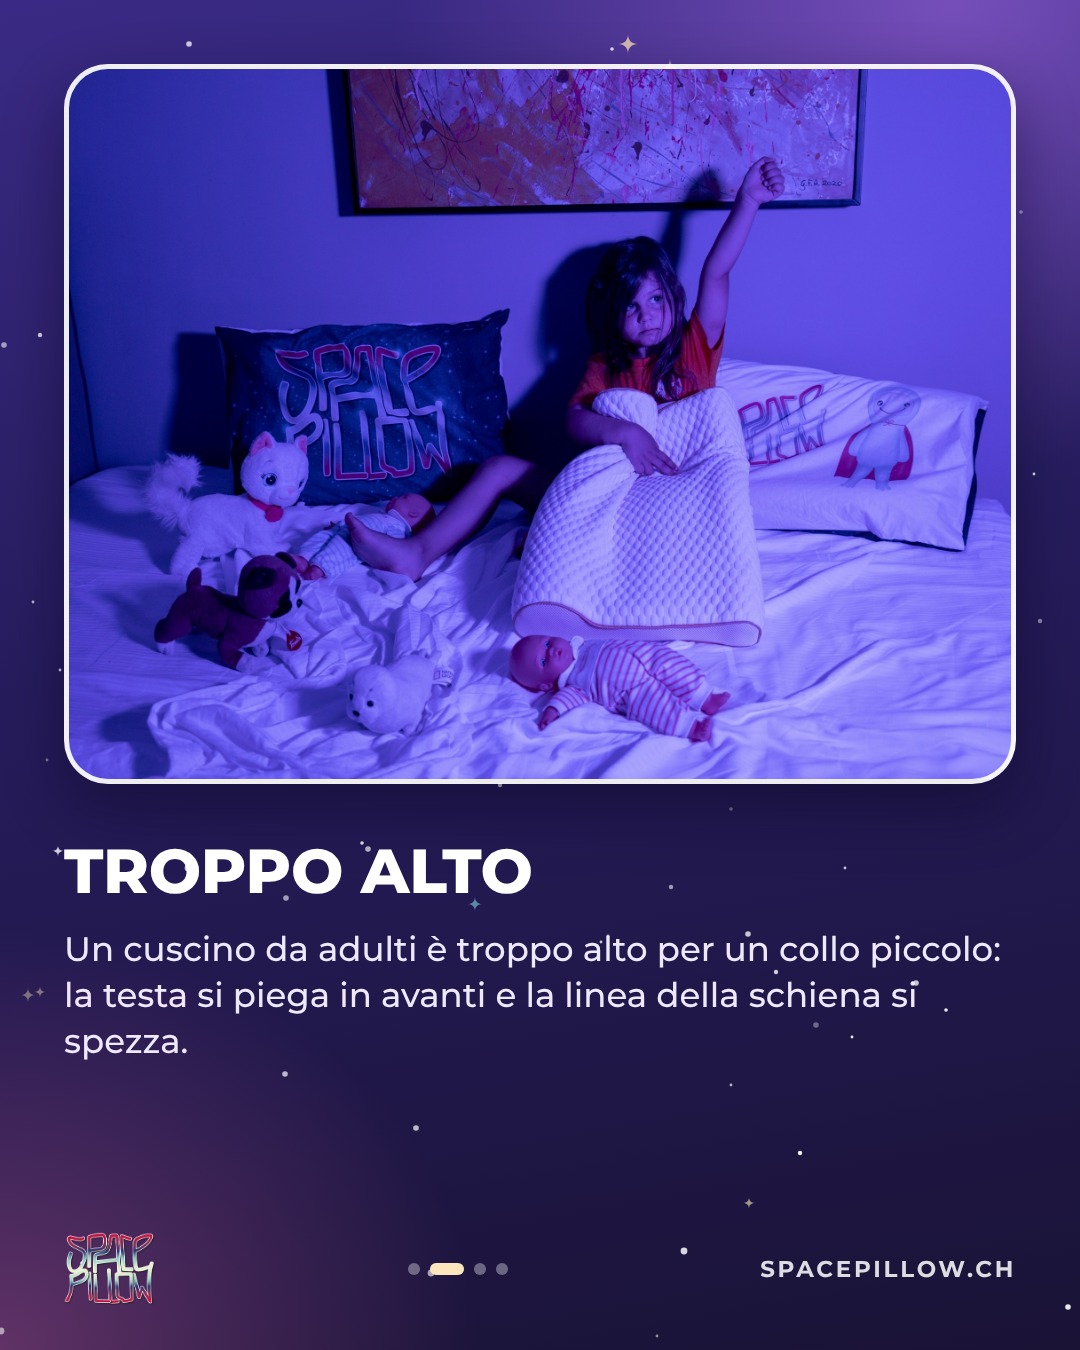 G.F.R. 2020
SPACE
PILLOW
SPACE
PILLOW
TROPPO ALTO
Un cuscino da adulti è troppo alto per un collo piccolo:
la testa si piega in avanti e la linea della schiena si
spezza.
SPACE
PILLOW
SPACEPILLOW.CH